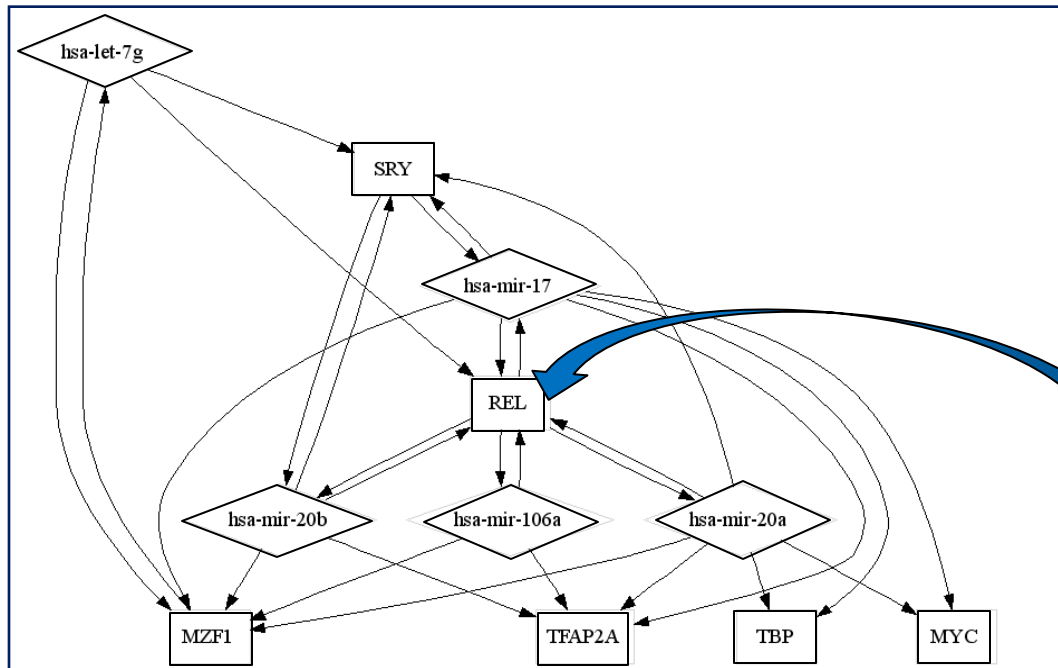 hsa-let-7g
SRY
hsa-mir-17
REL
hsa-mir-20b
hsa-mir-106a
hsa-mir-20a
MZF1
TFAP2A
TBP
MYC